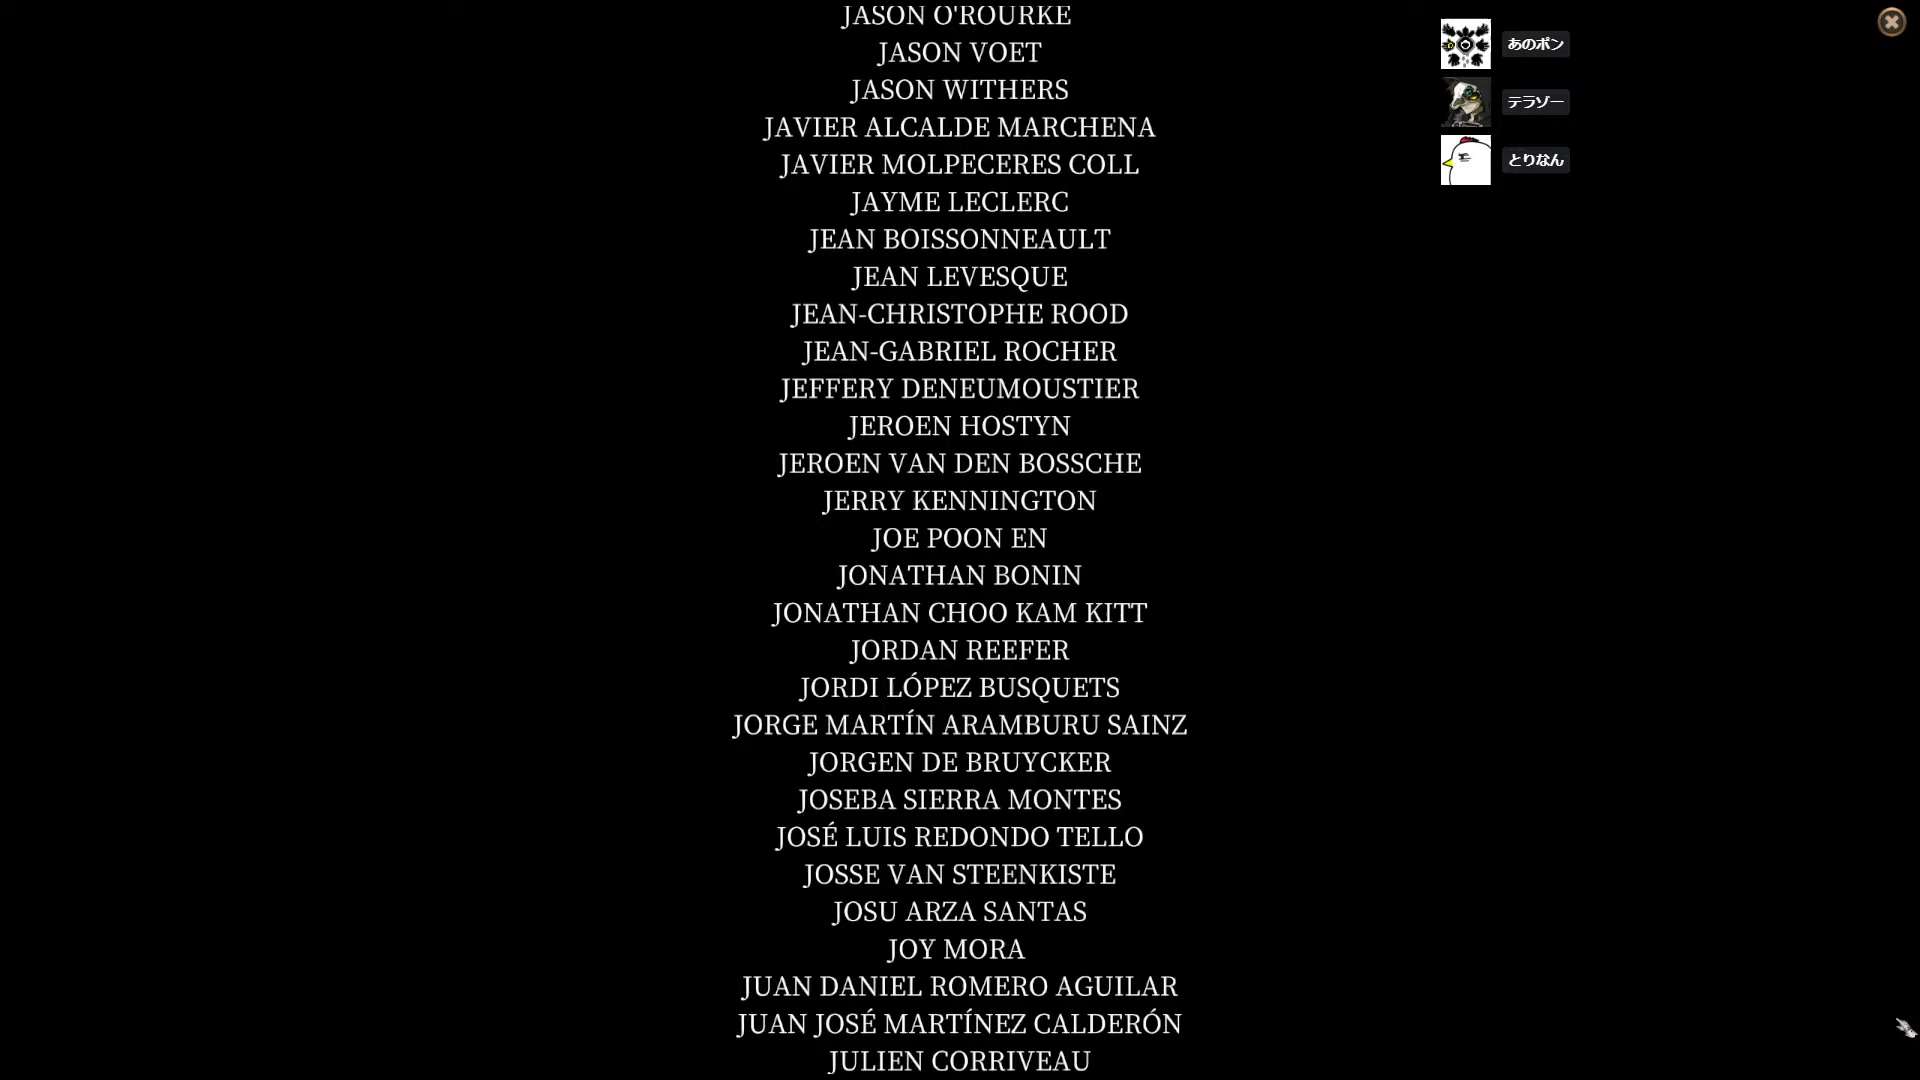 JASON O'ROURKE
JASON VOET
JASON WITHERS
JAVIER ALCALDE MARCHENA
JAVIER MOLPECERES COLL
JAYME LECLERC
JEAN BOISSONNEAULT
JEAN LEVESQUE
JEAN-CHRISTOPHE ROOD
JEAN-GABRIEL ROCHER
JEFFERY DENEUMOUSTIER
JEROEN HOSTYN
JEROEN VAN DEN BOSSCHE
JERRY KENNINGTON
JOE POON EN
JONATHAN BONIN
JONATHAN CHOO KAM KITT
JORDAN REEFER
JORDI LÓPEZ BUSQUETS
JORGE MARTÍN ARAMBURU SAINZ
JORGEN DE BRUYCKER
JOSEBA SIERRA MONTES
JOSÉ LUIS REDONDO TELLO
JOSSE VAN STEENKISTE
JOSU ARZA SANTAS
JOY MORA
JUAN DANIEL ROMERO AGUILAR
JUAN JOSÉ MARTÍNEZ CALDERÓN
JULIEN CORRIVEAU
あのポン
テラゾー
とりなん